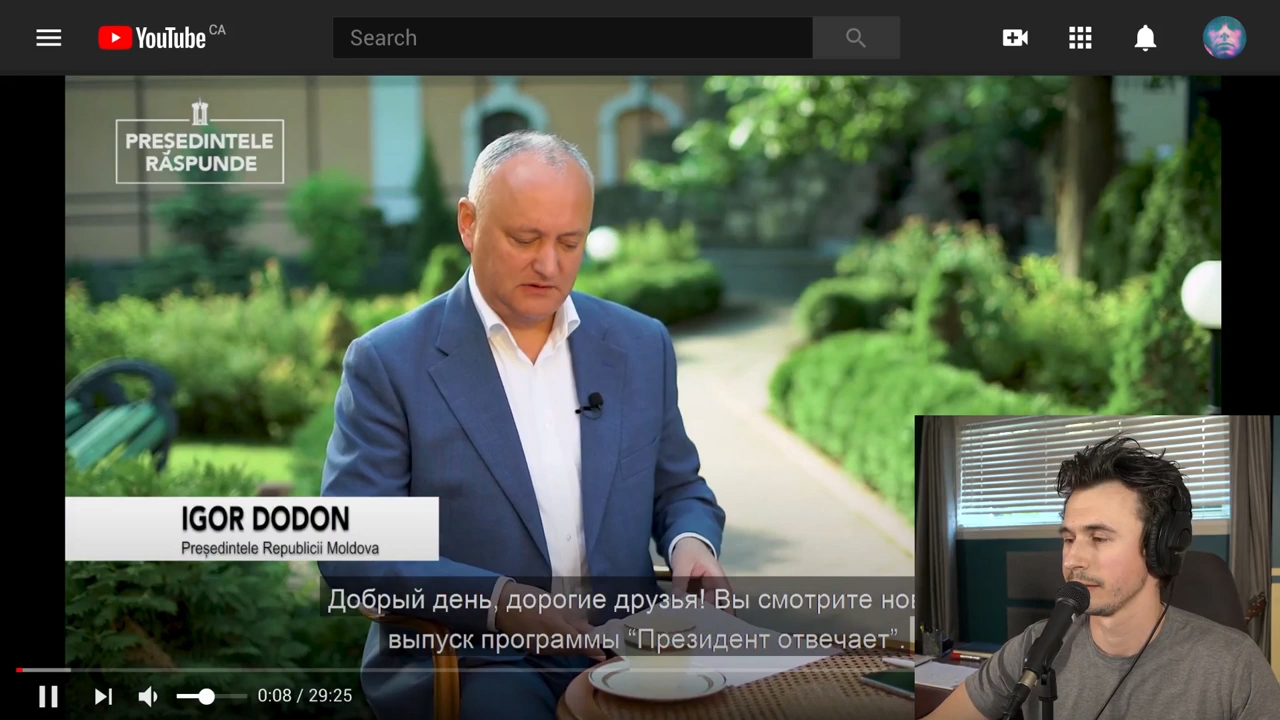 YouTube CA
Search
PREȘEDINTELE
RĂSPUNDE
IGOR DODON
Președintele Republicii Moldova
Добрый день, дорогие друзья! Вы смотрите
выпуск программы “Президент отвечает”.
0:08 / 29:25